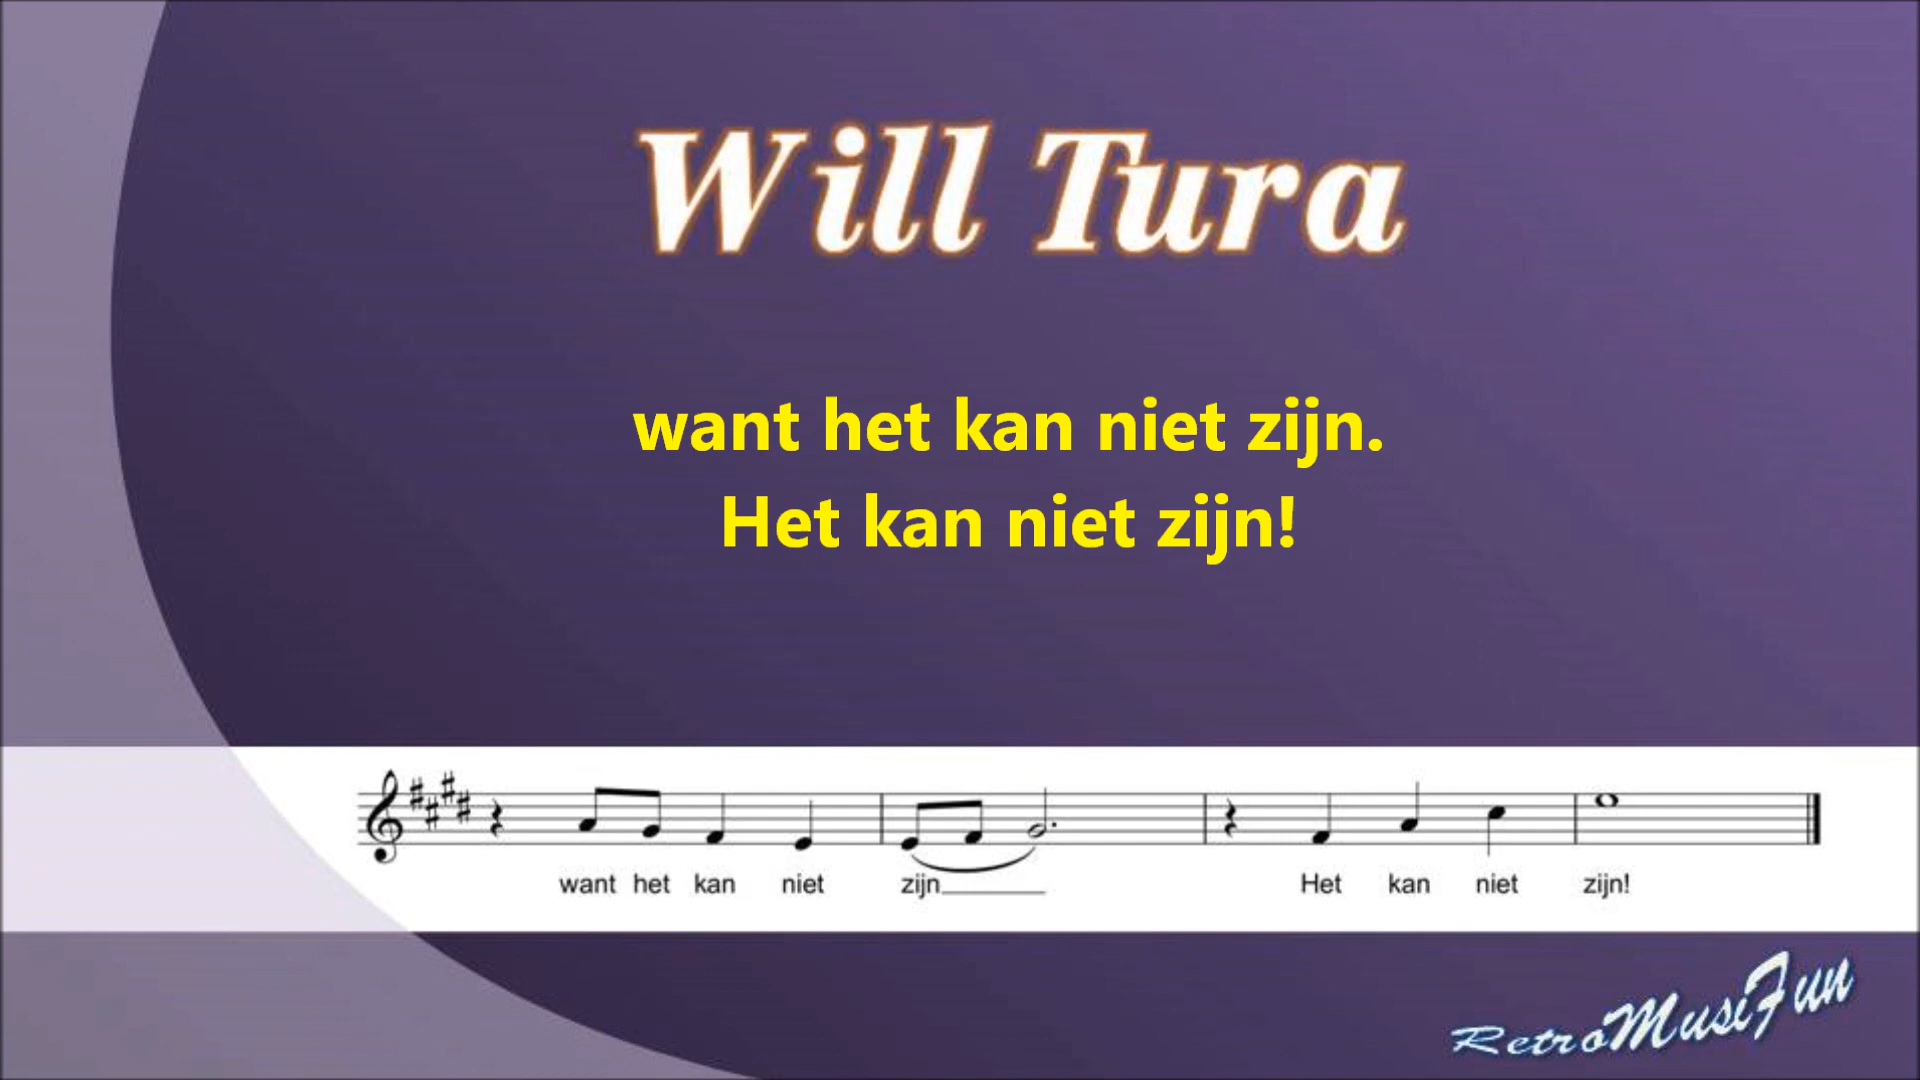 Will Tura
want het kan niet zijn.
Het kan niet zijn!
want het kan niet zijn______ Het kan niet zijn!
RetroMusiFun